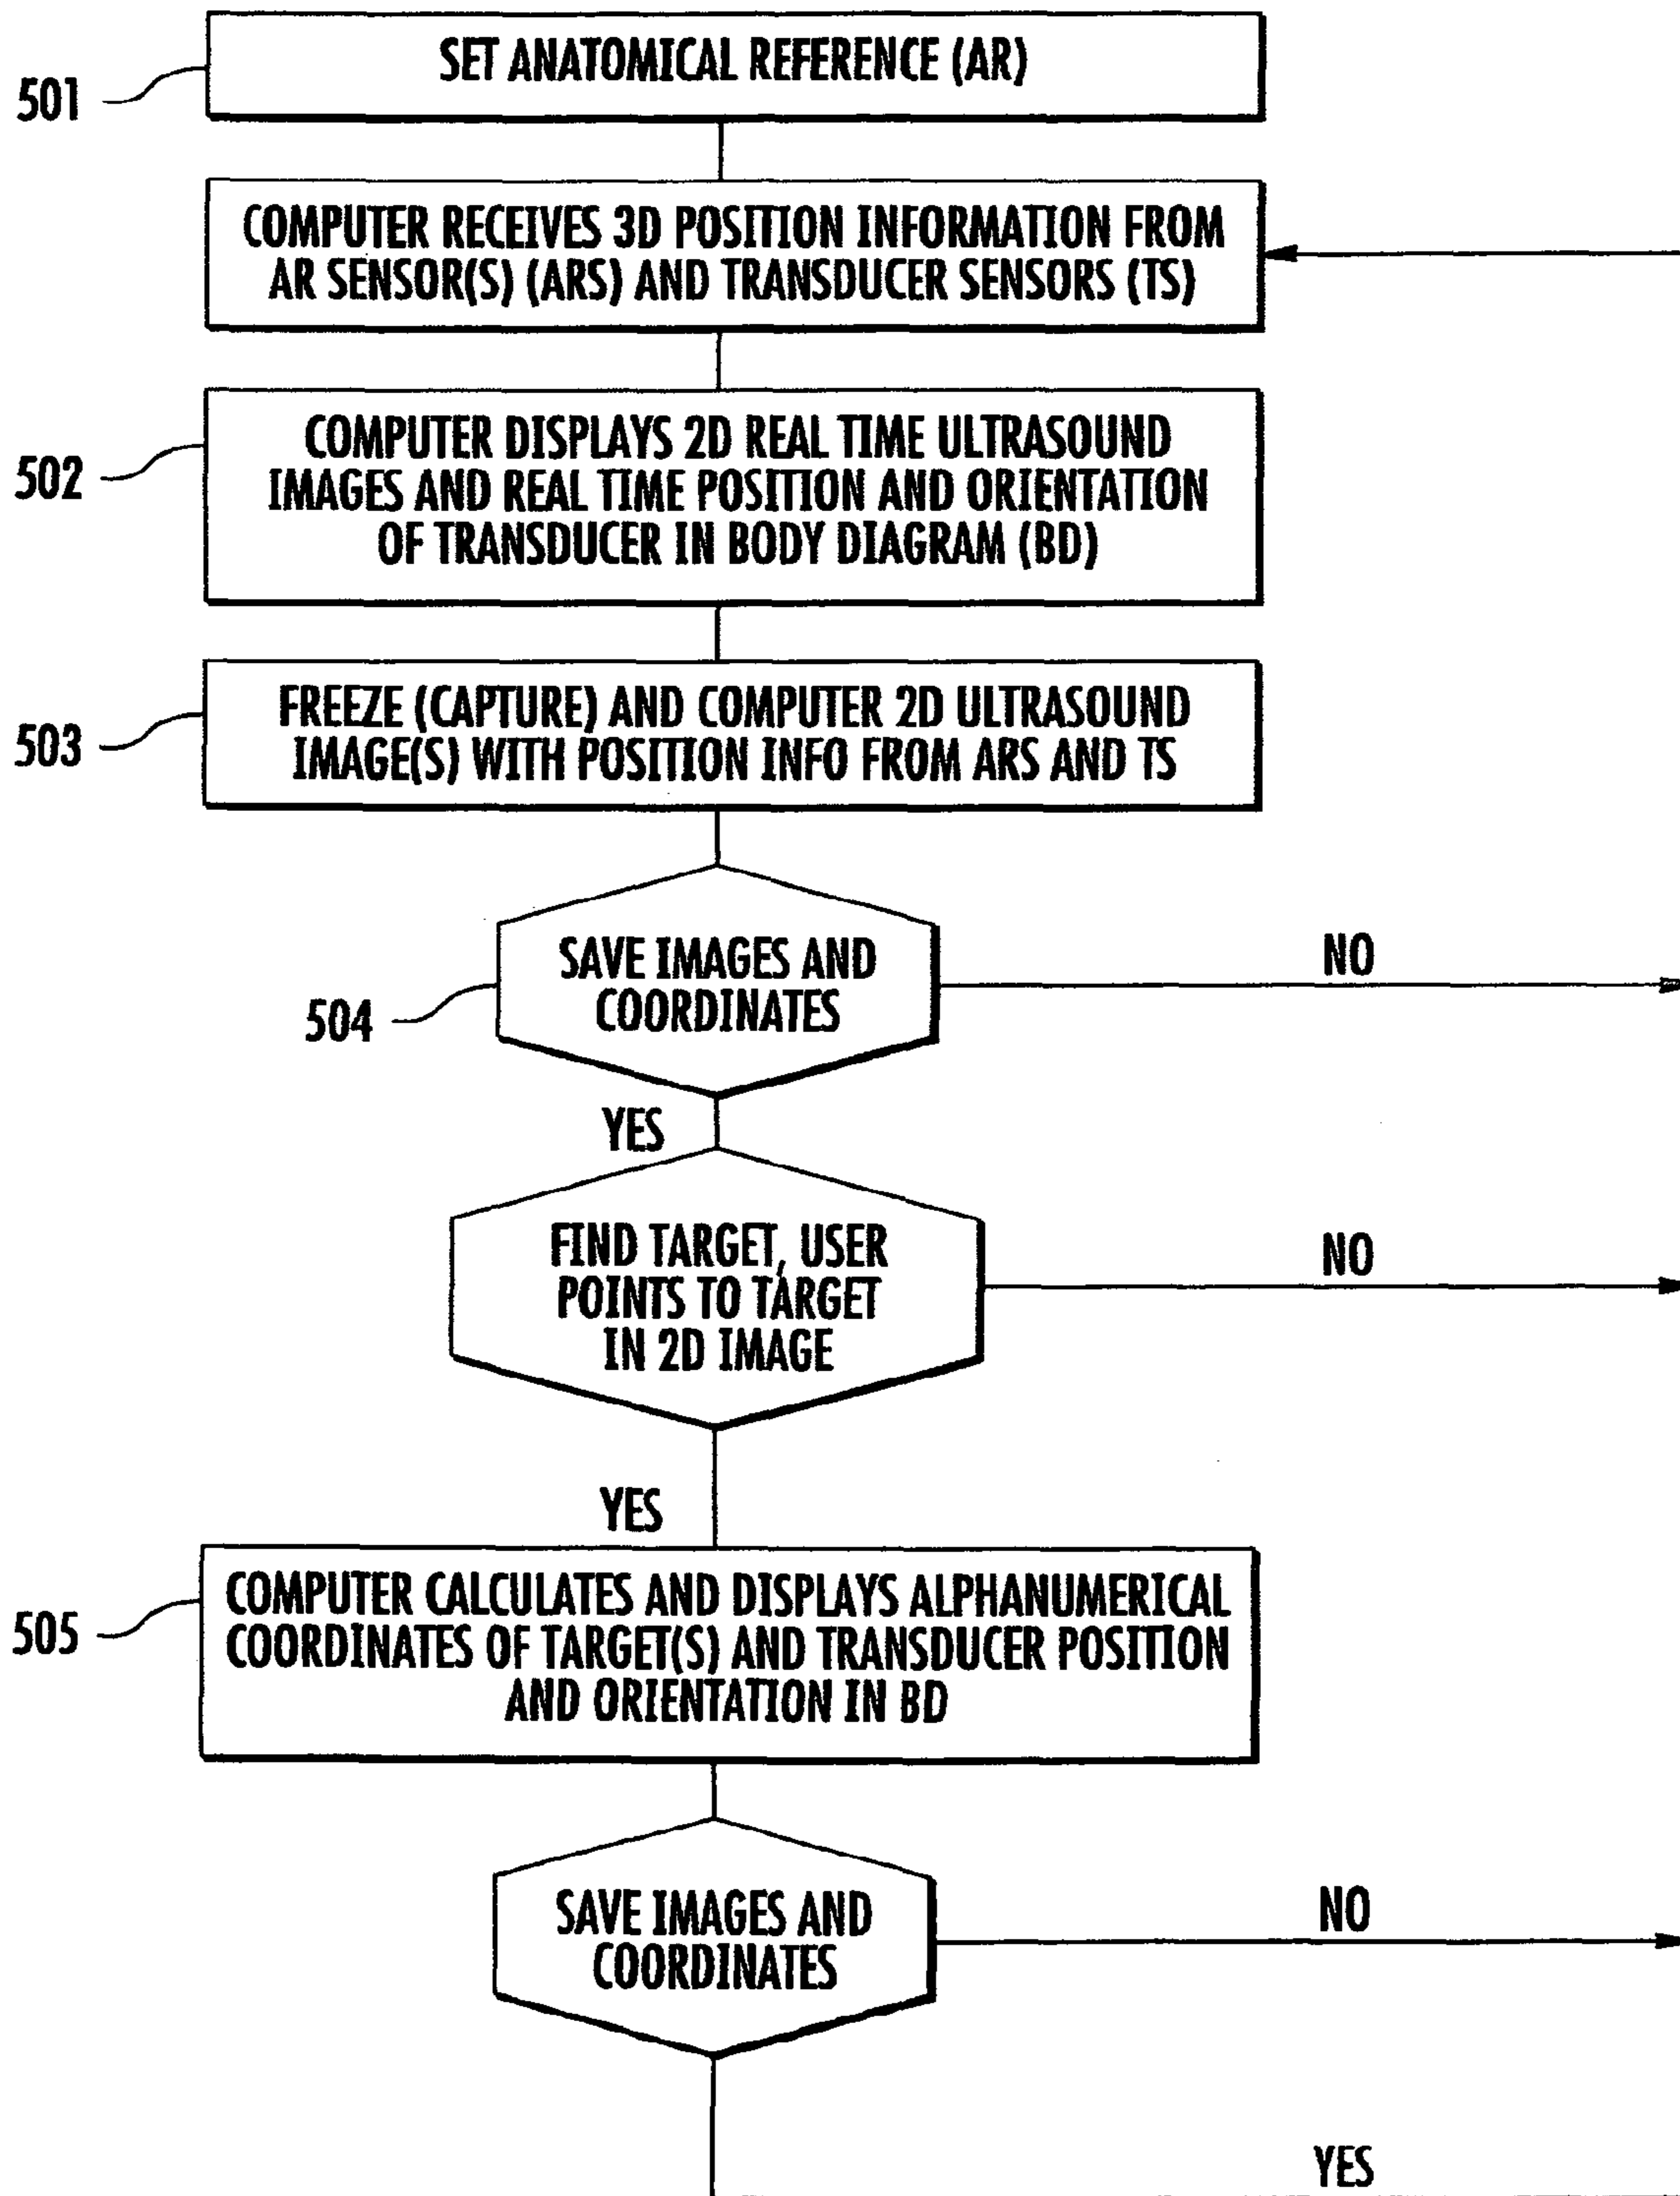 SET ANATOMICAL REFERENCE (AR)
501
COMPUTER RECEIVES 3D POSITION INFORMATION FROM
AR SENSOR(S) (ARS) AND TRANSDUCER SENSORS (TS)
COMPUTER DISPLAYS 2D REAL TIME ULTRASOUND
IMAGES AND REAL TIME POSITION AND ORIENTATION
OF TRANSDUCER IN BODY DIAGRAM (BD)
502
FREEZE (CAPTURE) AND COMPUTER 2D ULTRASOUND
IMAGE(S) WITH POSITION INFO FROM ARS AND TS
503
SAVE IMAGES AND
COORDINATES
NO
504
YES
FIND TARGET, USER
POINTS TO TARGET
IN 2D IMAGE
NO
YES
COMPUTER CALCULATES AND DISPLAYS ALPHANUMERICAL
COORDINATES OF TARGET(S) AND TRANSDUCER POSITION
AND ORIENTATION IN BD
505
SAVE IMAGES AND
COORDINATES
NO
YES